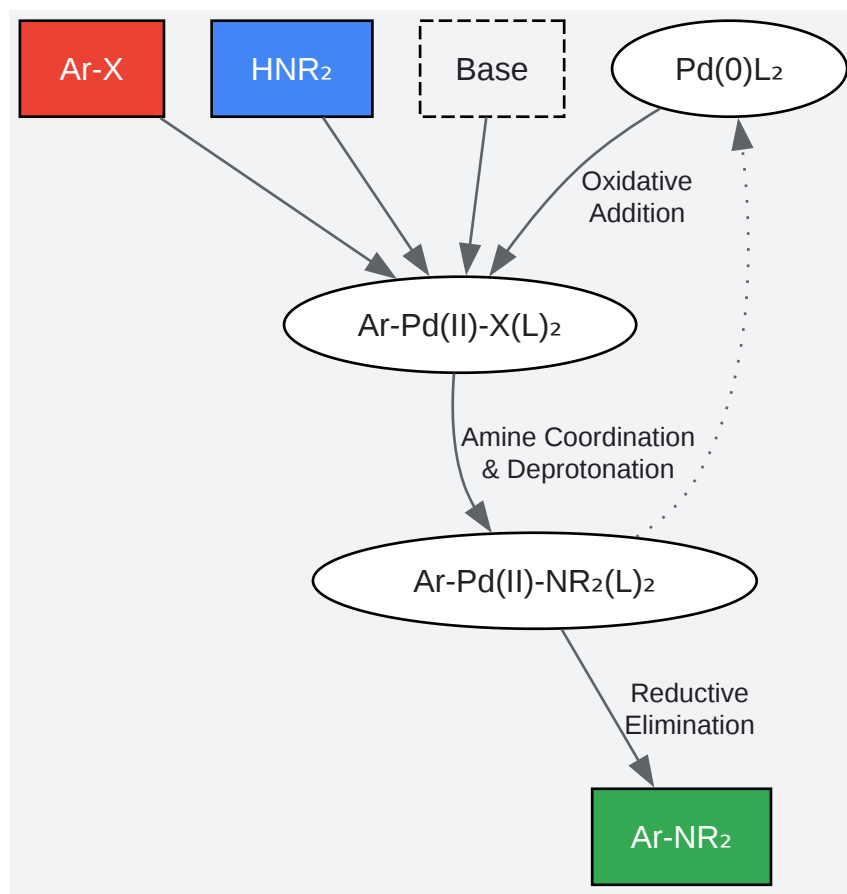 Ar-X
HNR₂
Base
Pd(0)L₂
Oxidative
Addition
Ar-Pd(II)-X(L)₂
Amine Coordination
& Deprotonation
Ar-Pd(II)-NR₂(L)₂
Reductive
Elimination
Ar-NR₂